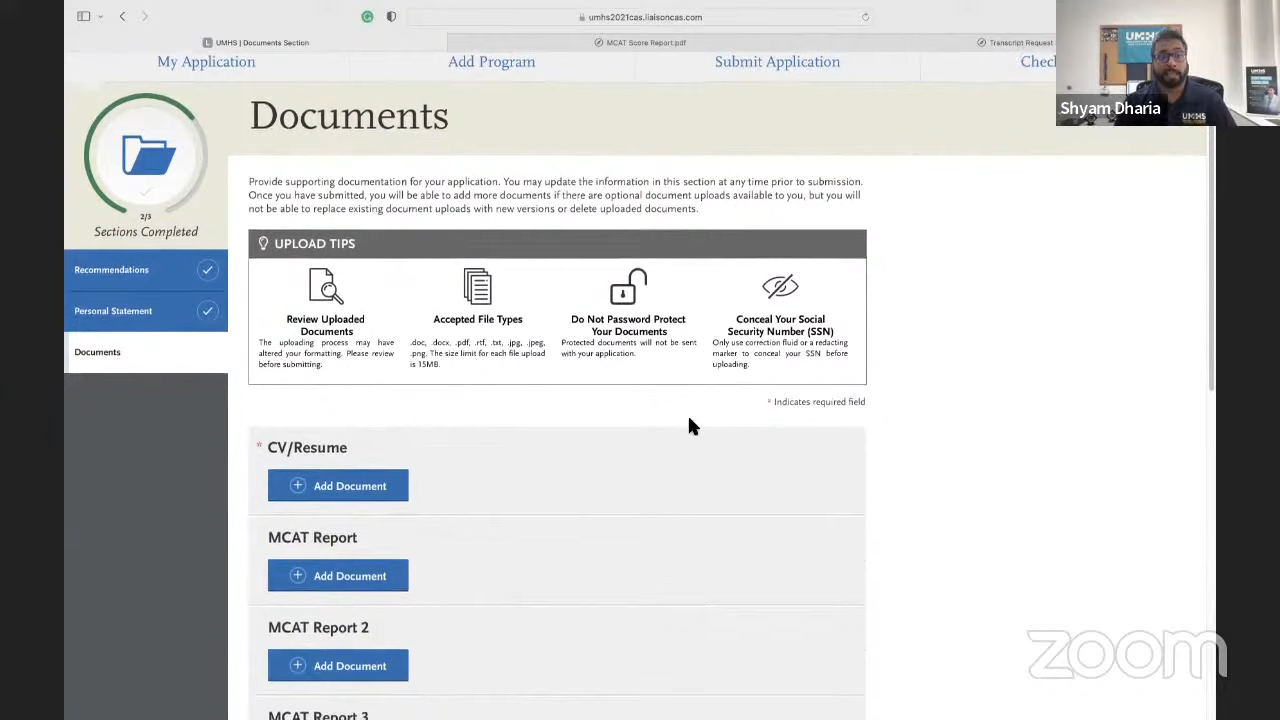 umhs2021cas.liaisoncas.com
UMHS | Documents Section
MCAT Score Report.pdf
Transcript Request
My Application
Add Program
Submit Application
Check
UMHS
UMHS
UMHS
Shyam Dharia
Documents
2/3
Sections Completed
Recommendations
Personal Statement
Documents
Provide supporting documentation for your application. You may update the information in this section at any time prior to submission.
Once you have submitted, you will be able to add more documents if there are optional document uploads available to you, but you will
not be able to replace existing document uploads with new versions or delete uploaded documents.
UPLOAD TIPS
Review Uploaded
Documents
The uploading process may have
altered your formatting. Please review
before submitting.
Accepted File Types
.doc, .docx, .pdf, .rtf, .txt, .jpg, .jpeg,
.png. The size limit for each file upload
is 15MB.
Do Not Password Protect
Your Documents
Protected documents will not be sent
with your application.
Conceal Your Social
Security Number (SSN)
Only use correction fluid or a redacting
marker to conceal your SSN before
uploading.
* Indicates required field
* CV/Resume
Add Document
MCAT Report
Add Document
MCAT Report 2
Add Document
MCAT Report 3
zoom